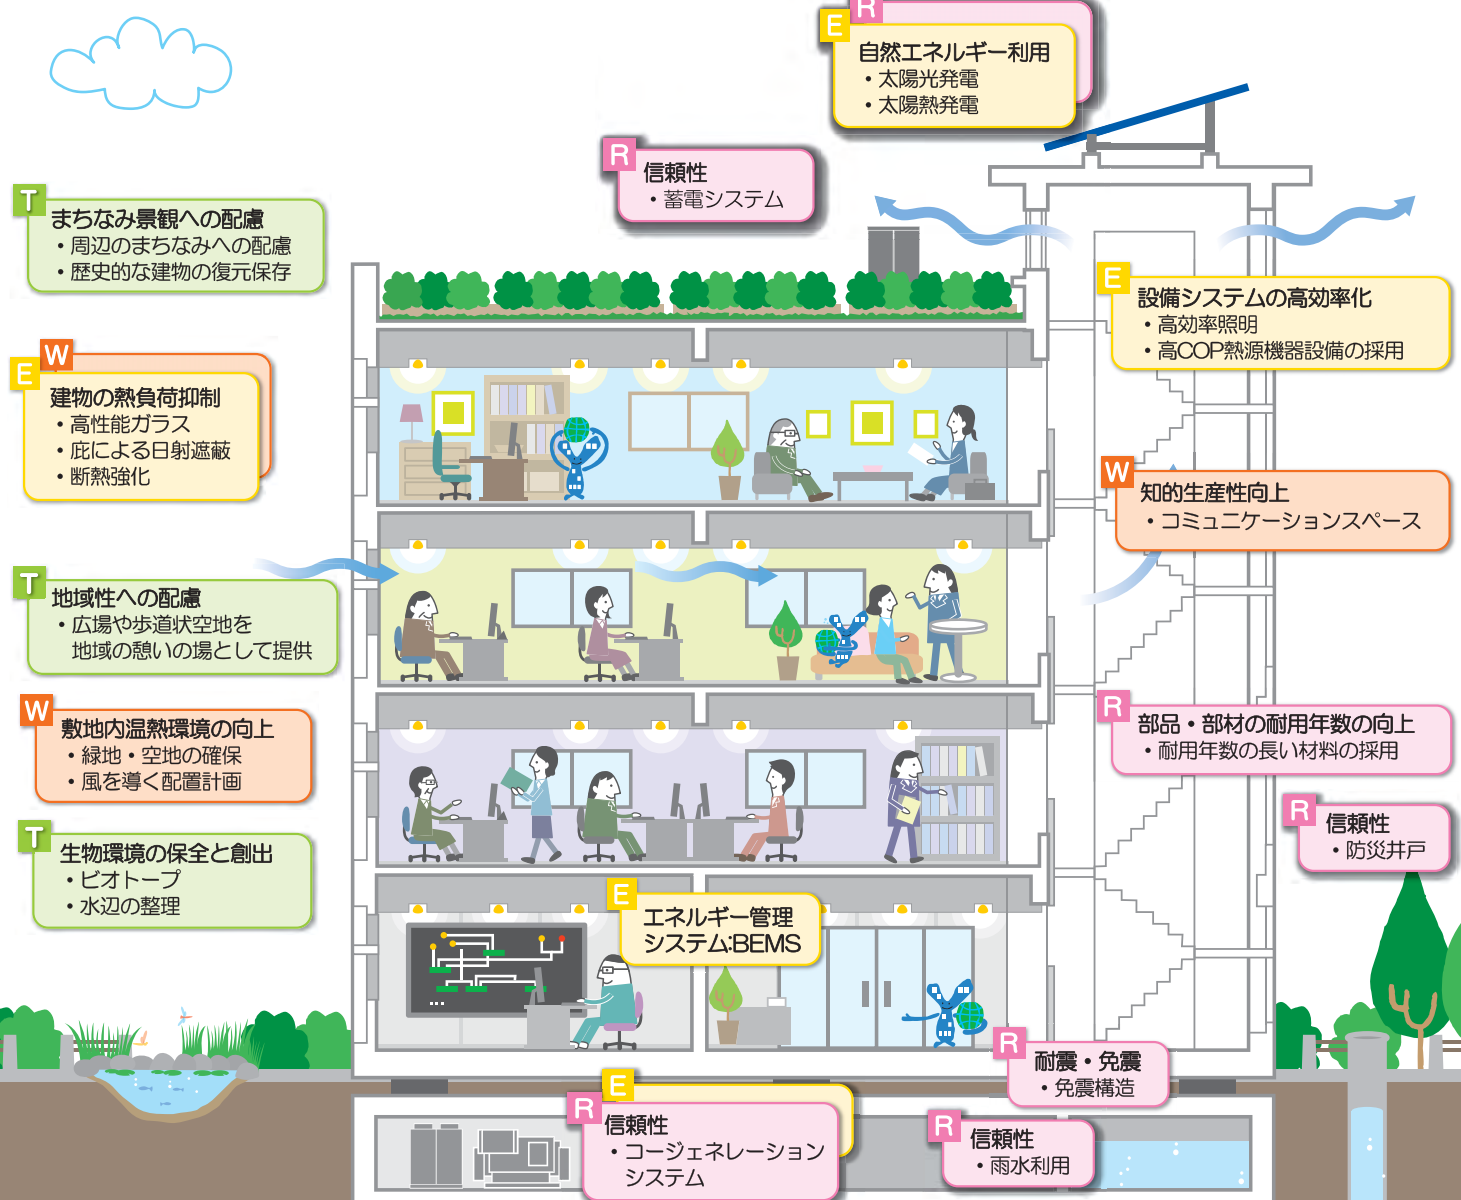 R
E
自然エネルギー利用
・太陽光発電
・太陽熱発電
R
信頼性
・蓄電システム
T
まちなみ景観への配慮
・周辺のまちなみへの配慮
・歴史的な建物の復元保存
E
設備システムの高効率化
・高効率照明
・高COP熱源機器設備の採用
W
E
建物の熱負荷抑制
・高性能ガラス
・庇による日射遮蔽
・断熱強化
W
知的生産性向上
・コミュニケーションスペース
T
地域性への配慮
・広場や歩道状空地を
地域の憩いの場として提供
W
敷地内温熱環境の向上
・緑地・空地の確保
・風を導く配置計画
R
部品・部材の耐用年数の向上
・耐用年数の長い材料の採用
R
信頼性
・防災井戸
T
生物環境の保全と創出
・ビオトープ
・水辺の整理
E
エネルギー管理
システム:BEMS
R
耐震・免震
・免震構造
E
R
信頼性
・コージェネレーション
システム
R
信頼性
・雨水利用